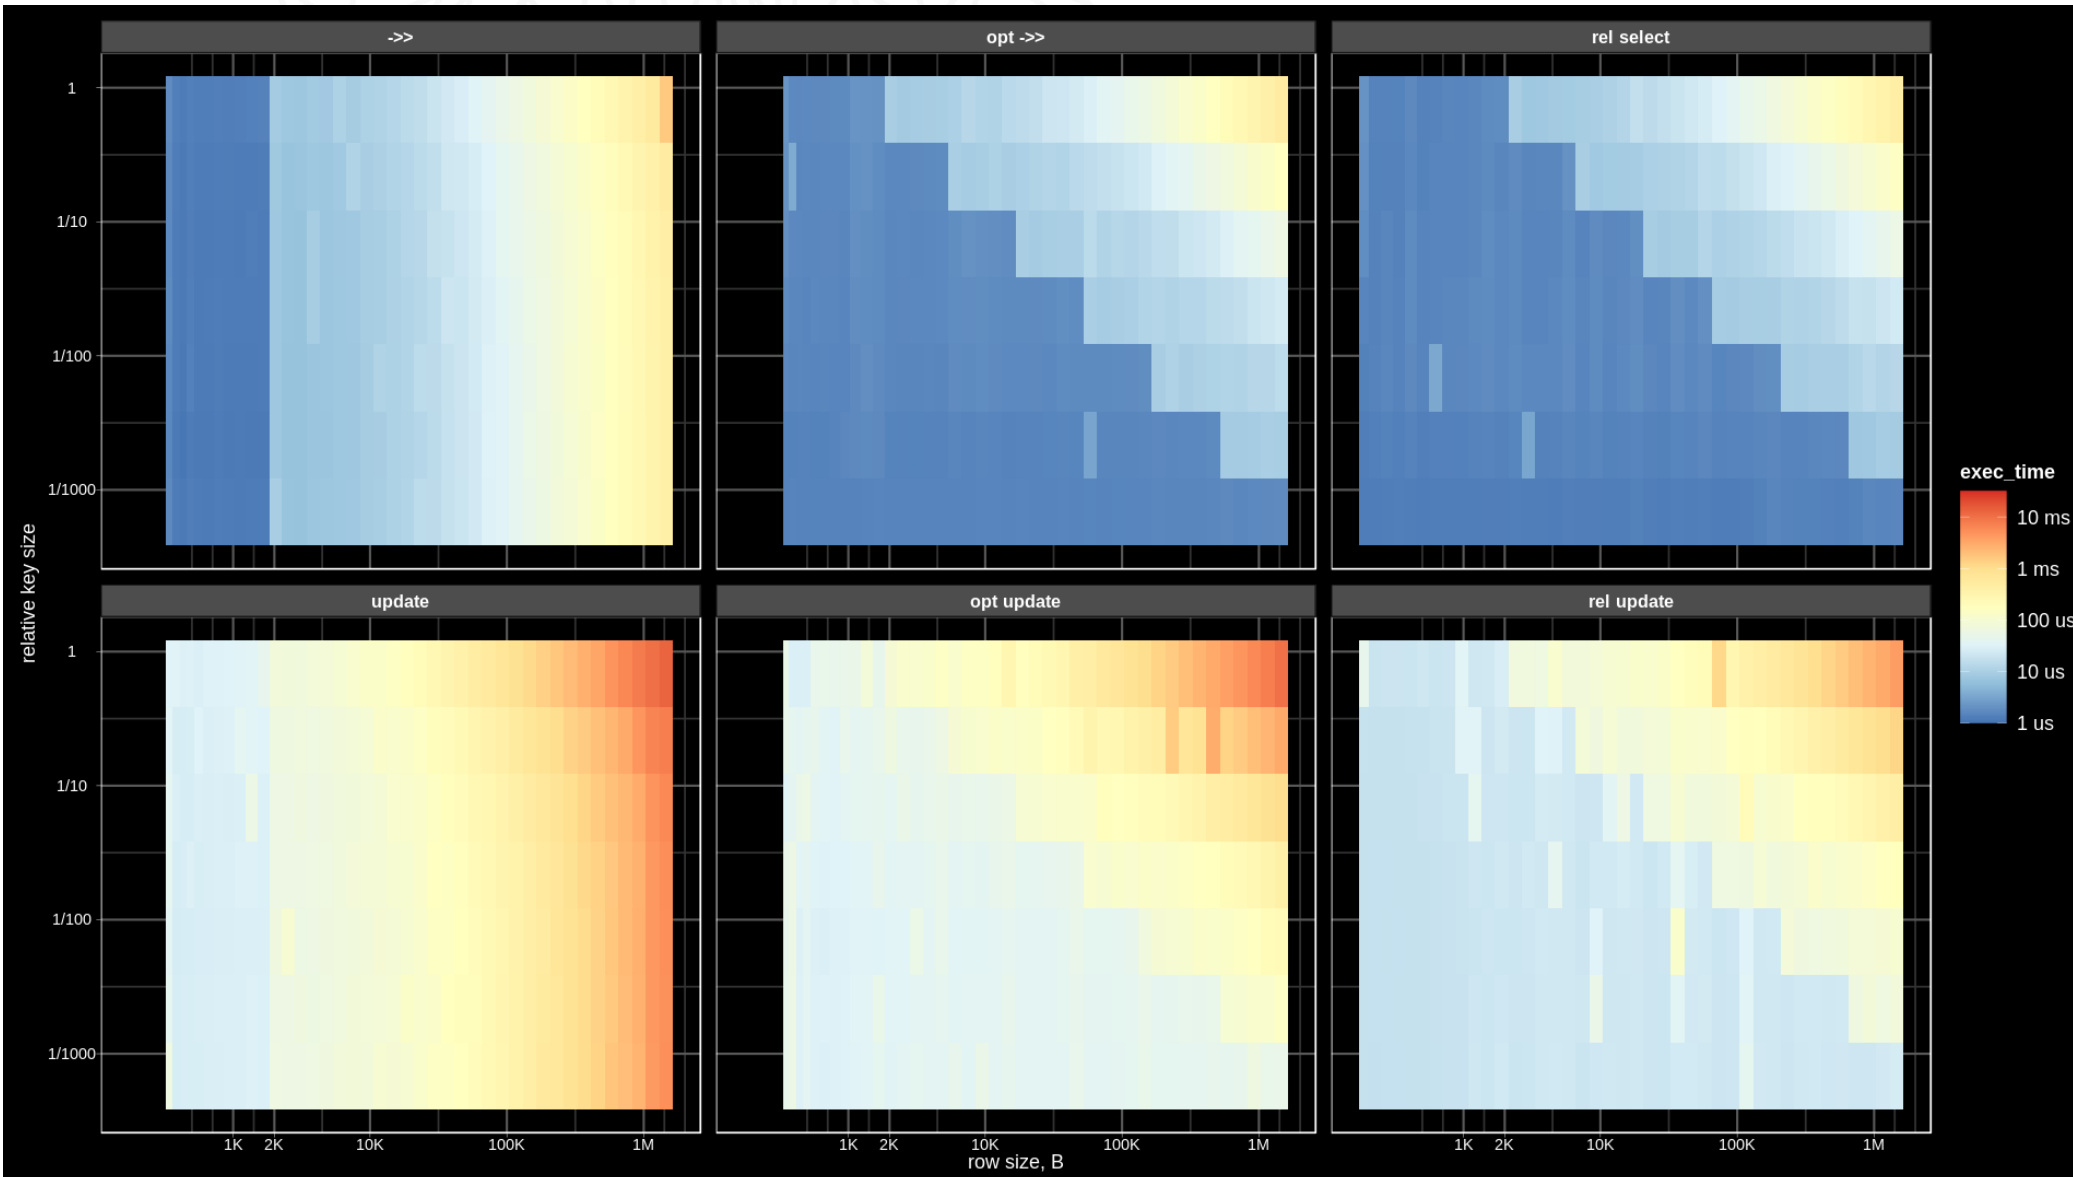 ->>
opt ->>
rel select
1
1/10
1/100
1/1000
relative key size
exec_time
10 ms
1 ms
100 us
10 us
1 us
update
opt update
rel update
1
1/10
1/100
1/1000
1K 2K 10K 100K 1M
1K 2K 10K 100K 1M
1K 2K 10K 100K 1M
row size, B